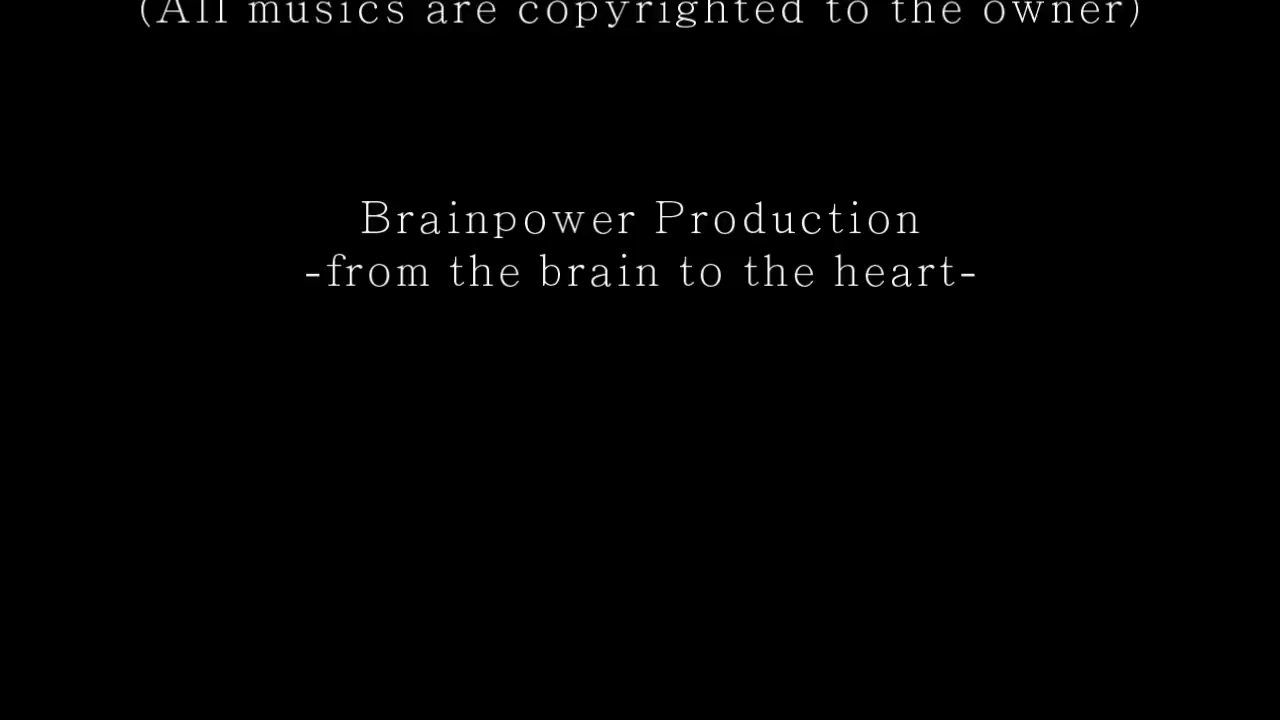 (All musics are copyrighted to the owner)
Brainpower Production
-from the brain to the heart-